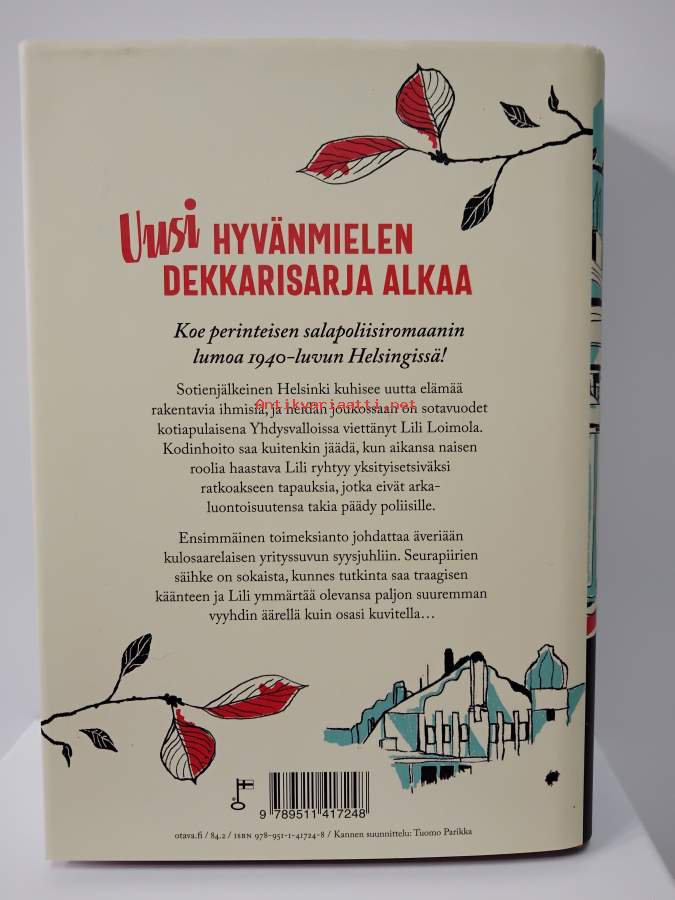 Uusi HYVÄNMIELEN
DEKKARISARJA ALKAA
Koe perinteisen salapoliisiromaanin
lumoa 1940-luvun Helsingissä!
Sotienjälkeinen Helsinki kuhisee uutta elämää
rakentavia ihmisiä, ja heidän joukossaan on sotavuodet
Antikvariaatti.net
kotiapulaisena Yhdysvalloissa viettänyt Lili Loimola.
Kodinhoito saa kuitenkin jäädä, kun aikansa naisen
roolia haastava Lili ryhtyy yksityisetsiväksi
ratkoakseen tapauksia, jotka eivät arka-
luontoisuutensa takia päädy poliisille.
Ensimmäinen toimeksianto johdattaa äveriään
kulosaarelaisen yrityssuvun syysjuhliin. Seurapiirien
säihke on sokaista, kunnes tutkinta saa traagisen
käänteen ja Lili ymmärtää olevansa paljon suuremman
vyyhdin äärellä kuin osasi kuvitella…
9 789511 417248
otava.fi / 84.2 / ISBN 978-951-1-41724-8 / Kannen suunnittelu: Tuomo Parikka